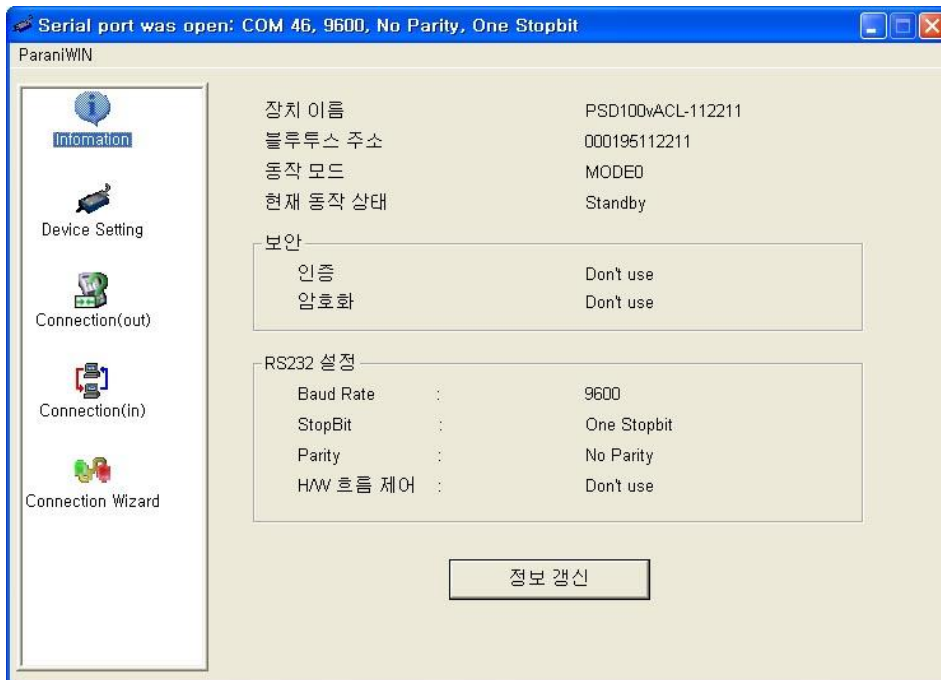 Serial port was open: COM 46, 9600, No Parity, One Stopbit
ParaniWIN
Infomation
Device Setting
Connection(out)
Connection(in)
Connection Wizard
장치 이름 PSD100vACL-112211
블루투스 주소 000195112211
동작 모드 MODE0
현재 동작 상태 Standby
보안
인증 Don't use
암호화 Don't use
RS232 설정
Baud Rate : 9600
StopBit : One Stopbit
Parity : No Parity
H/W 흐름 제어 : Don't use
정보 갱신